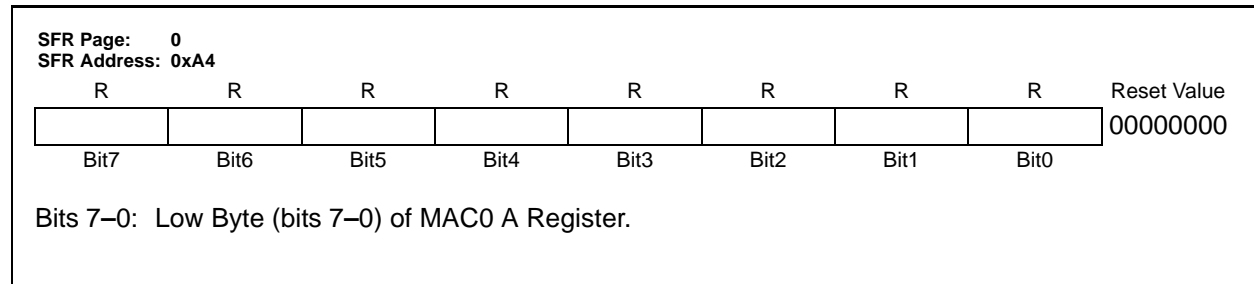 SFR Page: 0
SFR Address: 0xA4
R R R R R R R R Reset Value
00000000
Bit7 Bit6 Bit5 Bit4 Bit3 Bit2 Bit1 Bit0
Bits 7–0: Low Byte (bits 7–0) of MAC0 A Register.